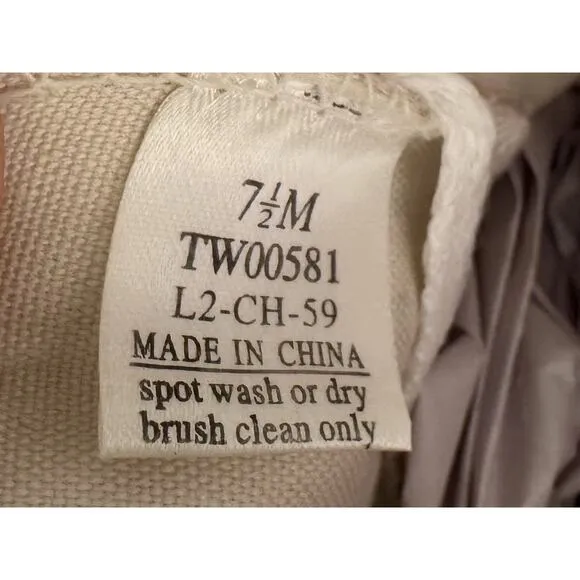 7½M
TW00581
L2-CH-59
MADE IN CHINA
spot wash or dry
brush clean only